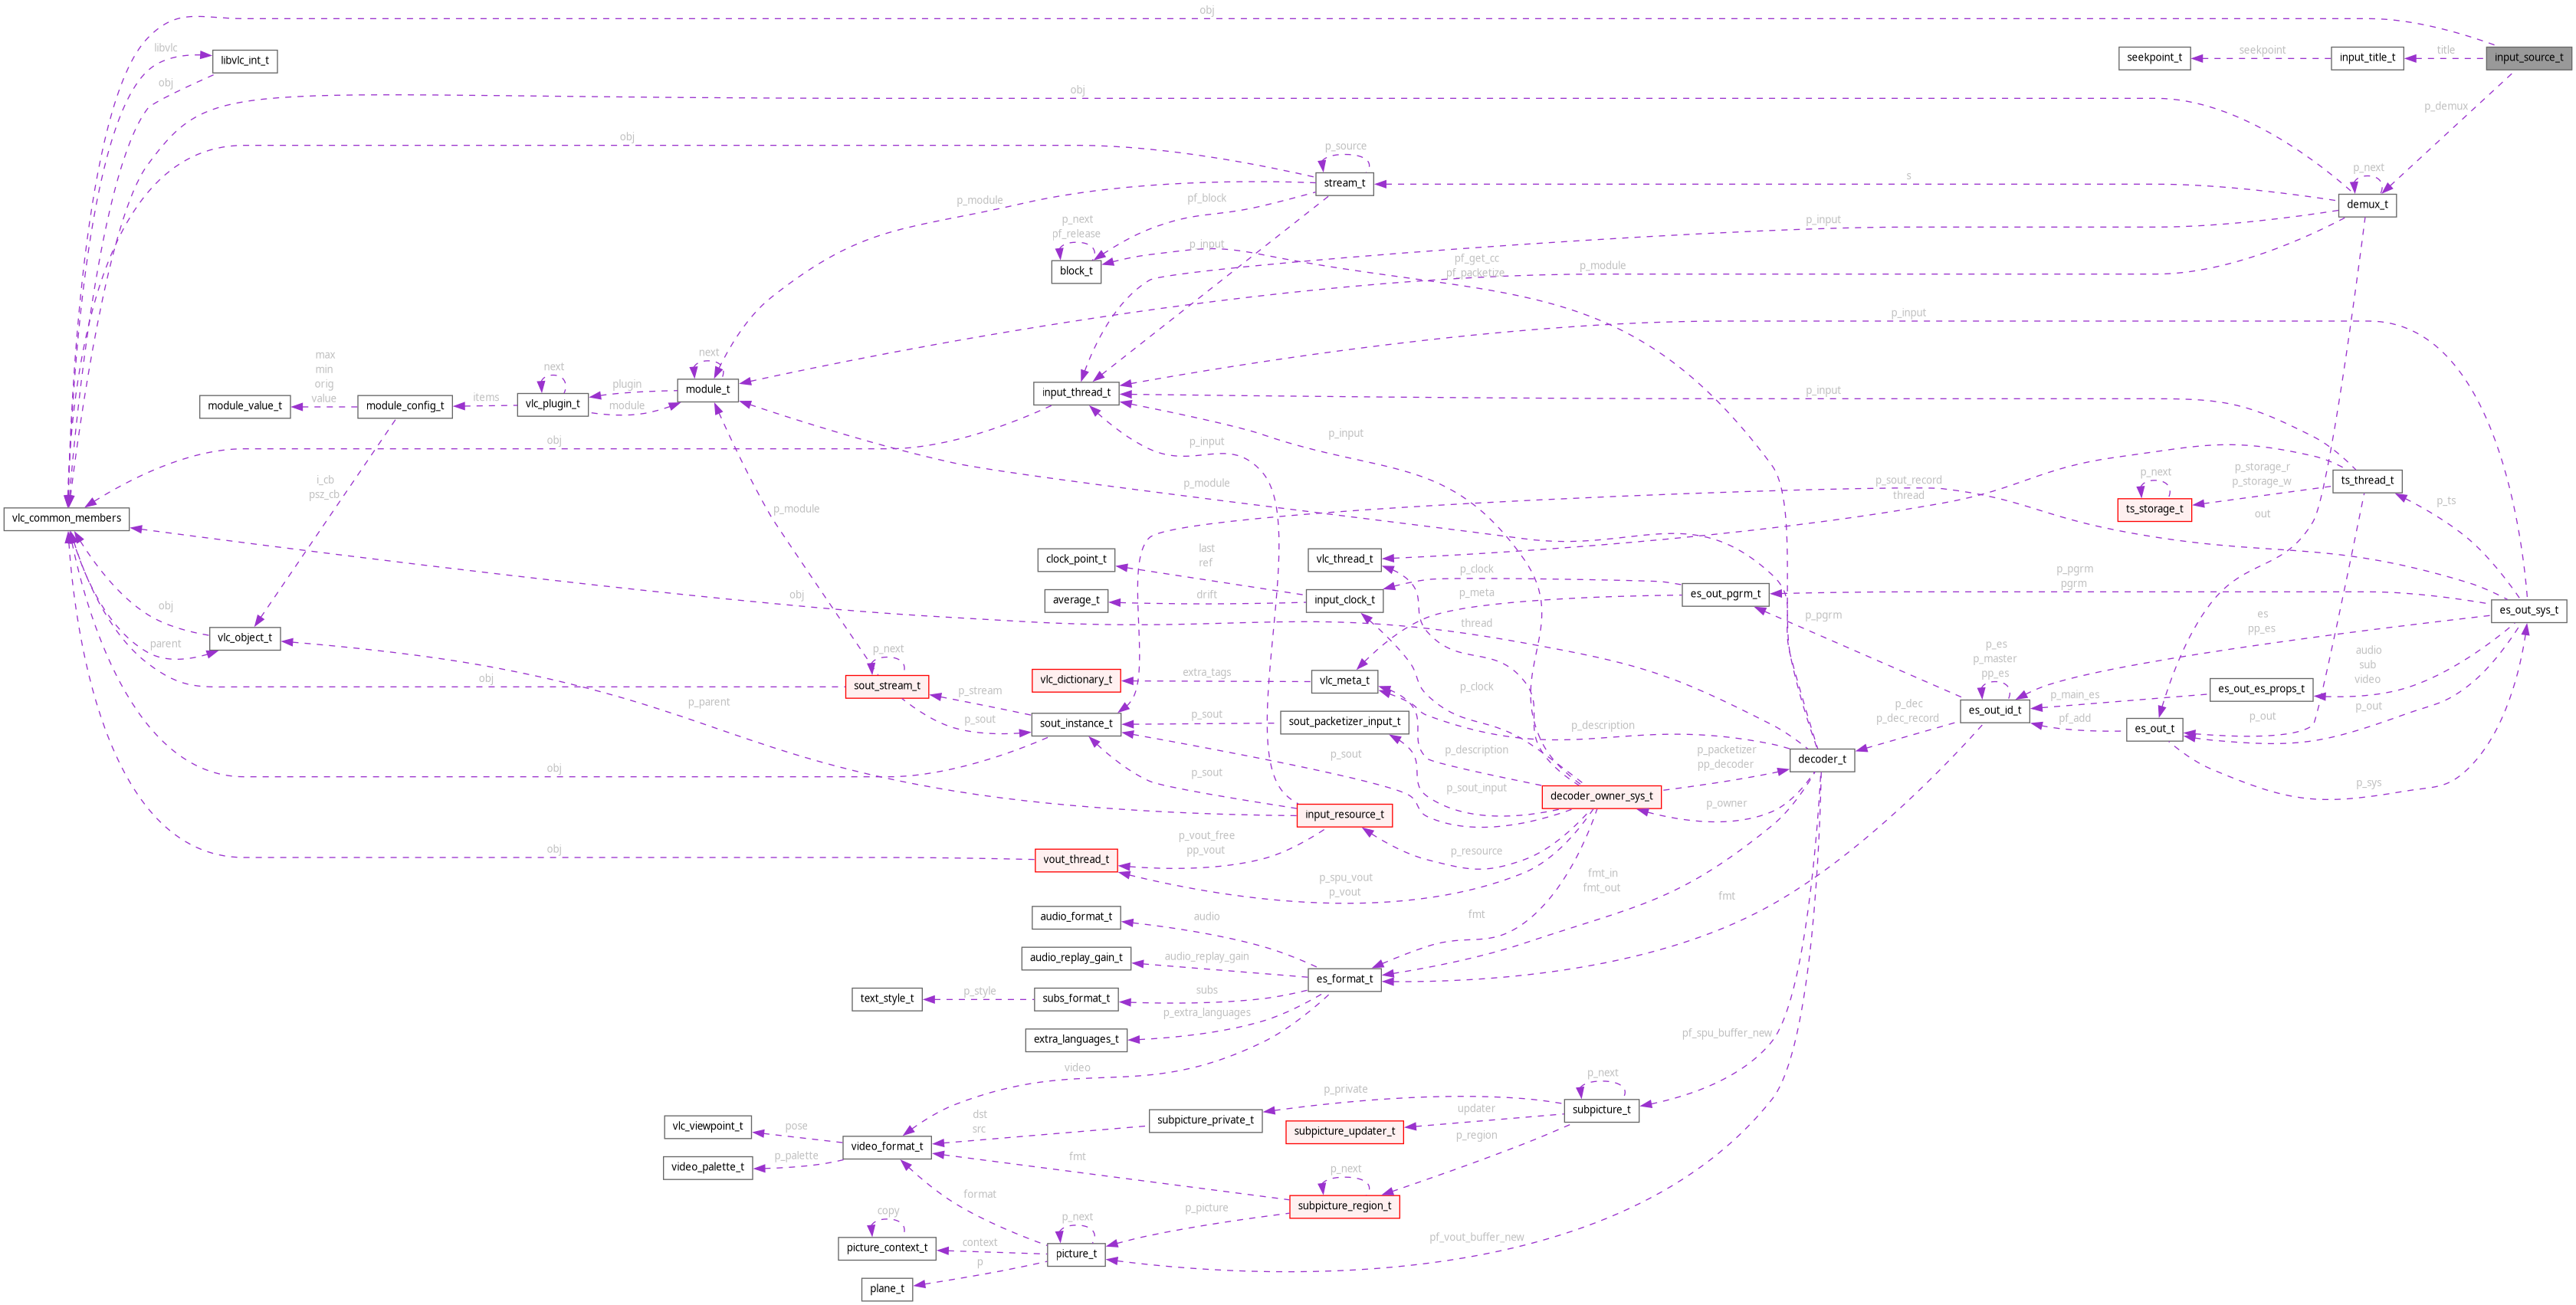 obj
libvlc
libvlc_int_t
seekpoint_t
seekpoint
input_title_t
title
input_source_t
obj
obj
p_demux
obj
p_source
stream_t
s
p_next
demux_t
p_module
pf_block
p_next
pf_release
block_t
p_input
p_input
pf_get_cc
pf_packetize
p_module
p_input
max
min
orig
value
module_value_t
module_config_t
items
next
vlc_plugin_t
plugin
module
next
module_t
input_thread_t
p_input
obj
p_input
p_input
i_cb
psz_cb
p_module
p_module
p_sout_record
thread
p_next
ts_storage_t
p_storage_r
p_storage_w
ts_thread_t
p_ts
out
vlc_common_members
clock_point_t
last
ref
vlc_thread_t
average_t
drift
input_clock_t
p_clock
p_meta
es_out_pgrm_t
p_pgrm
pgrm
es_out_sys_t
obj
thread
p_pgrm
es
pp_es
obj
parent
vlc_object_t
p_next
sout_stream_t
obj
vlc_dictionary_t
extra_tags
vlc_meta_t
p_clock
p_es
p_master
pp_es
es_out_id_t
p_main_es
es_out_es_props_t
audio
sub
video
p_parent
p_stream
p_sout
sout_instance_t
p_sout
sout_packetizer_input_t
p_description
p_dec
p_dec_record
pf_add
es_out_t
p_out
p_out
p_sout
p_description
p_packetizer
pp_decoder
decoder_t
obj
p_sout
p_sout_input
decoder_owner_sys_t
p_owner
p_sys
input_resource_t
obj
vout_thread_t
p_vout_free
pp_vout
p_resource
p_spu_vout
p_vout
fmt_in
fmt_out
fmt
fmt
audio_format_t
audio
audio_replay_gain_t
audio_replay_gain
es_format_t
text_style_t
p_style
subs_format_t
subs
p_extra_languages
extra_languages_t
pf_spu_buffer_new
video
p_next
subpicture_t
p_private
updater
p_region
subpicture_private_t
subpicture_updater_t
dst
src
vlc_viewpoint_t
pose
video_format_t
video_palette_t
p_palette
fmt
p_next
subpicture_region_t
format
p_picture
copy
picture_context_t
context
p_next
picture_t
p
plane_t
pf_vout_buffer_new